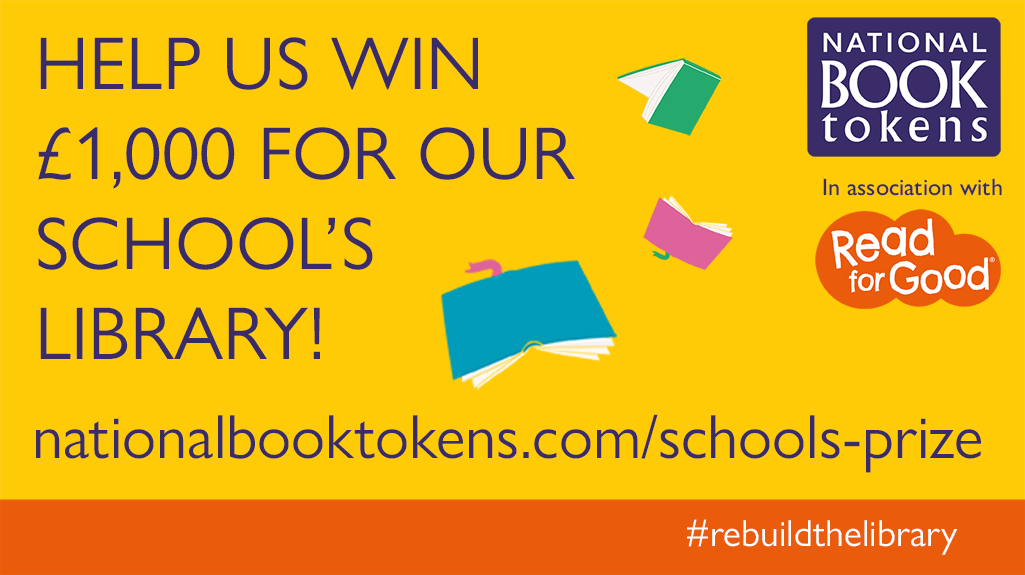 HELP US WIN
£1,000 FOR OUR
SCHOOL’S
LIBRARY!
NATIONAL
BOOK
tokens
In association with
Read
for Good®
nationalbooktokens.com/schools-prize
#rebuildthelibrary